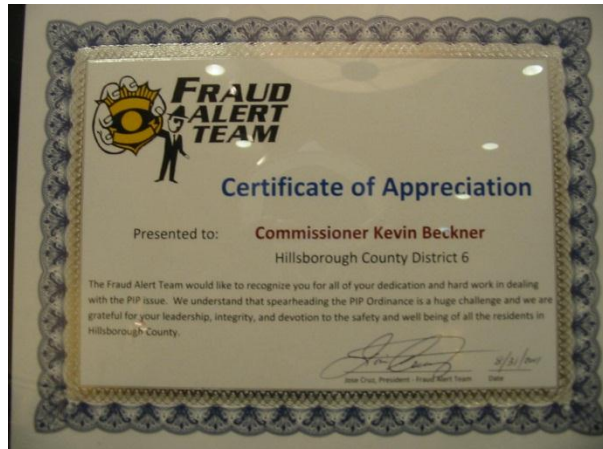 FRAUD
ALERT
TEAM
Certificate of Appreciation
Presented to: Commissioner Kevin Beckner
Hillsborough County District 6
The Fraud Alert Team would like to recognize you for all of your dedication and hard work in dealing
with the PIP issue. We understand that spearheading the PIP Ordinance is a huge challenge and we are
grateful for your leadership, integrity, and devotion to the safety and well being of all the residents in
Hillsborough County.
Jose Cruz, President - Fraud Alert Team Date